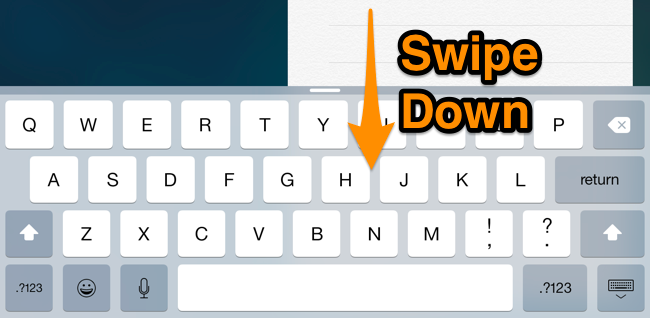 Swipe
Down
Q W E R T Y P
A S D F G H J K L return
Z X C V B N M ! , ? .
.?123 .?123